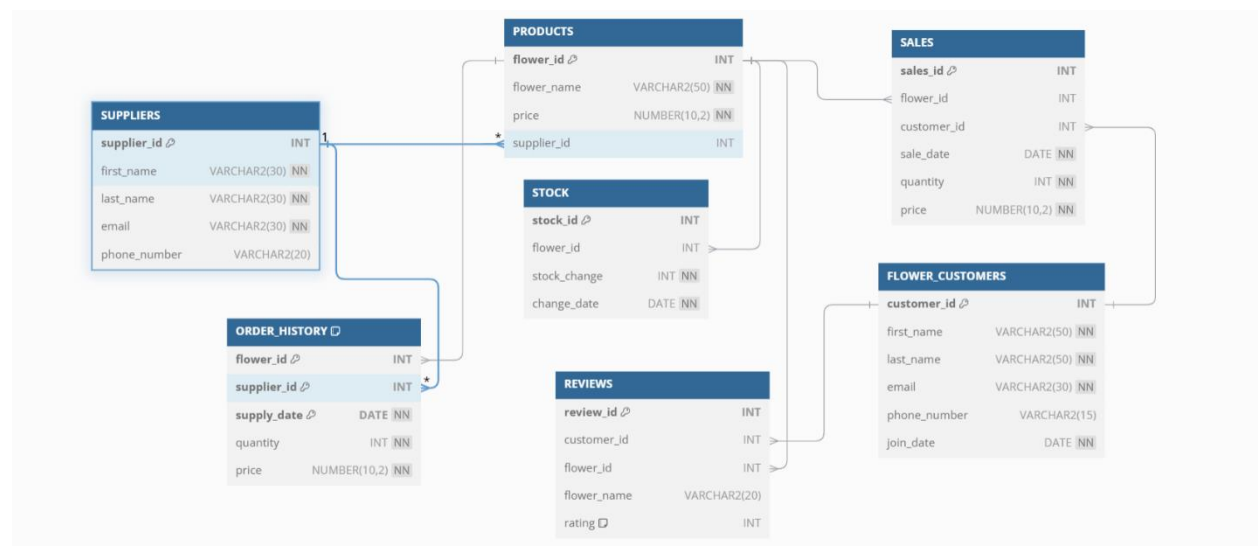 PRODUCTS
flower_id INT
flower_name VARCHAR2(50) NN
price NUMBER(10,2) NN
supplier_id INT
SALES
sales_id INT
flower_id INT
customer_id INT
sale_date DATE NN
quantity INT NN
price NUMBER(10,2) NN
SUPPLIERS
supplier_id INT
first_name VARCHAR2(30) NN
last_name VARCHAR2(30) NN
email VARCHAR2(30) NN
phone_number VARCHAR2(20)
1
*
STOCK
stock_id INT
flower_id INT
stock_change INT NN
change_date DATE NN
FLOWER_CUSTOMERS
customer_id INT
first_name VARCHAR2(50) NN
last_name VARCHAR2(50) NN
email VARCHAR2(30) NN
phone_number VARCHAR2(15)
join_date DATE NN
ORDER_HISTORY
flower_id INT
supplier_id INT
*
supply_date DATE NN
quantity INT NN
price NUMBER(10,2) NN
REVIEWS
review_id INT
customer_id INT
flower_id INT
flower_name VARCHAR2(20)
rating INT